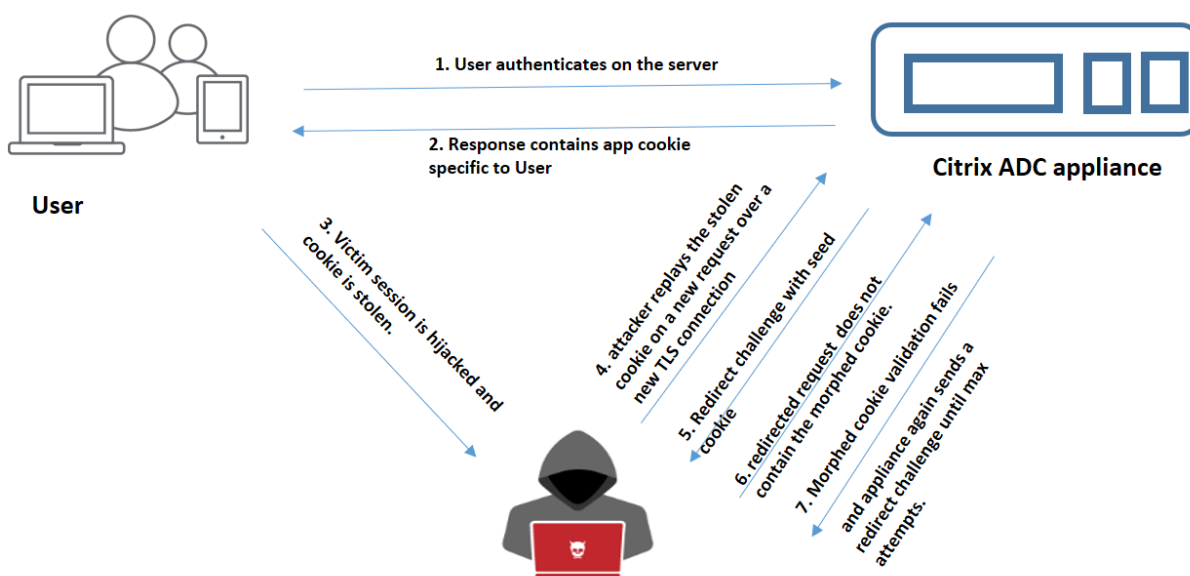 1. User authenticates on the server
2. Response contains app cookie
specific to User
Citrix ADC appliance
User
3. Victim session is hijacked and
cookie is stolen.
4. attacker replays the stolen
cookie on a new request over a
new TLS connection
5. Redirect challenge with seed
cookie
6. redirected request does not
contain the morphed cookie.
7. Morphed cookie validation fails
and appliance again sends a
redirect challenge until max
attempts.